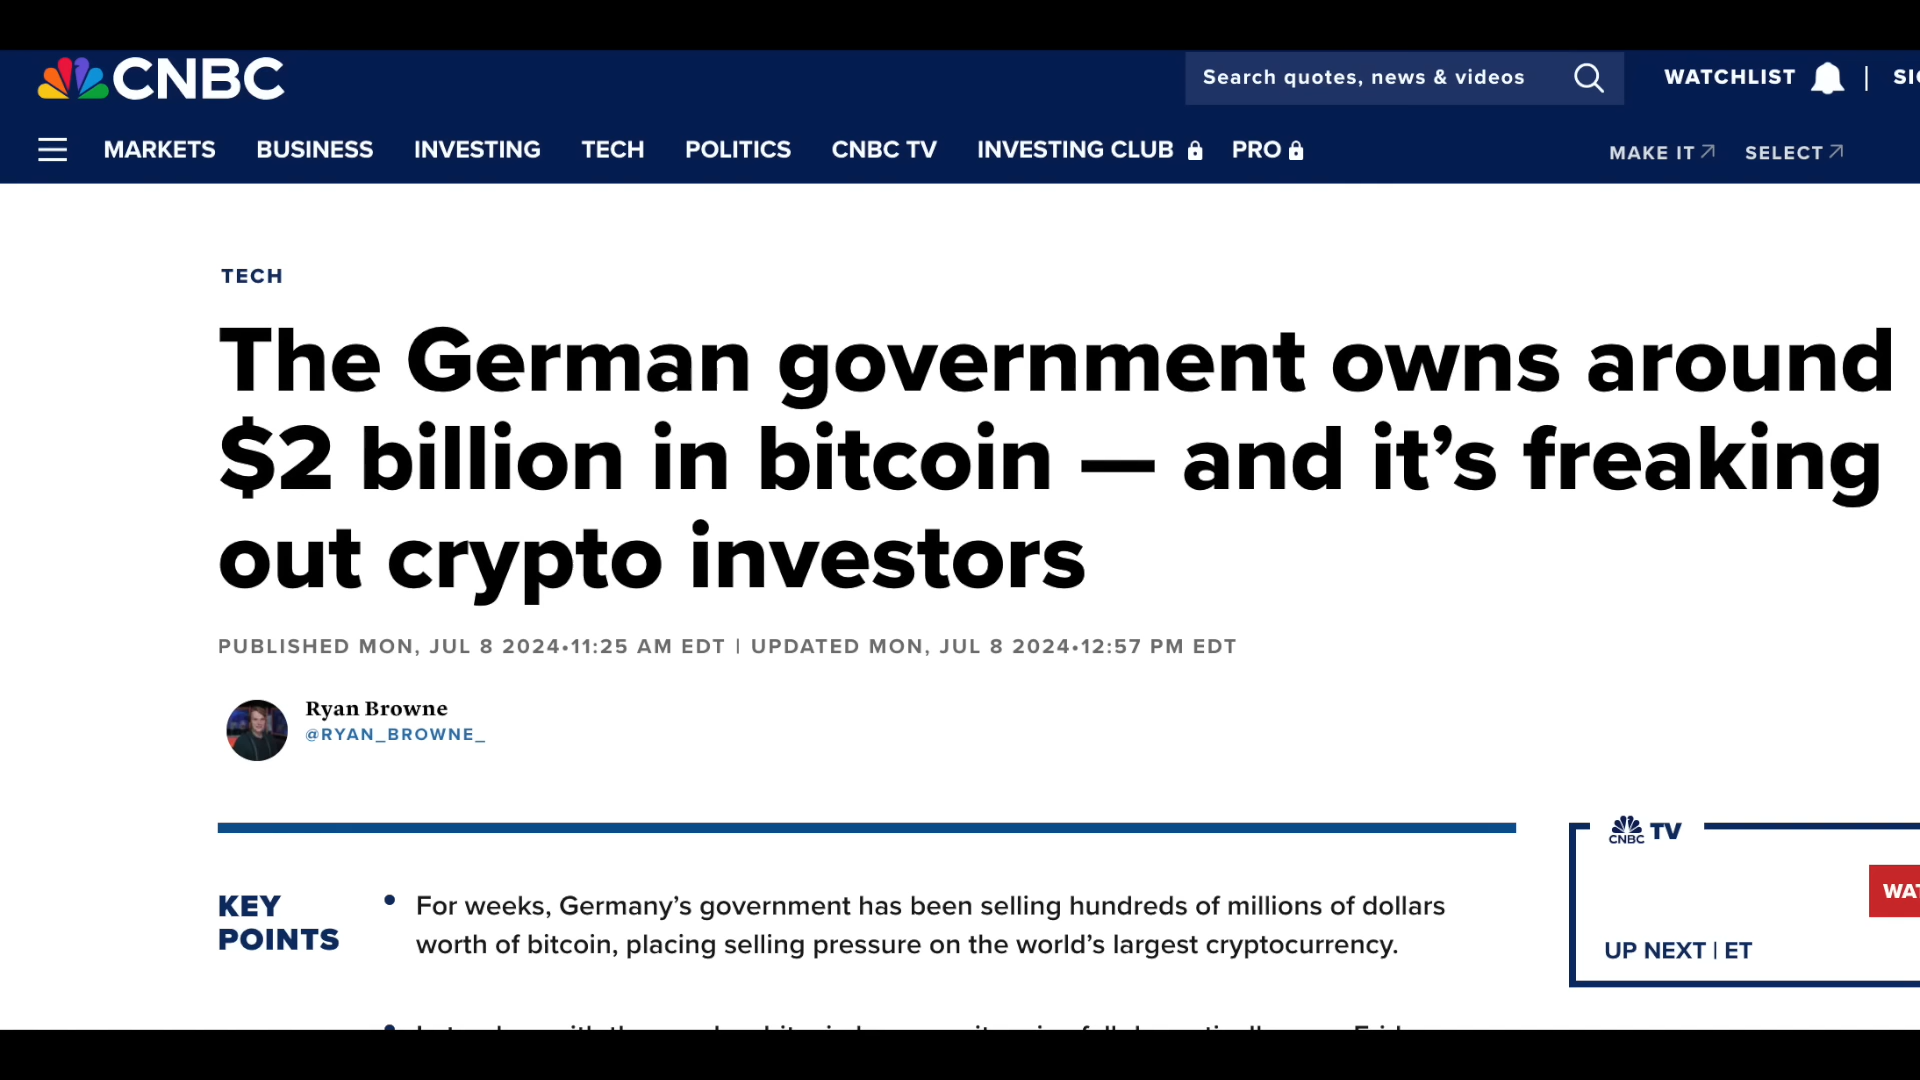 CNBC
Search quotes, news & videos
WATCHLIST
MARKETS BUSINESS INVESTING TECH POLITICS CNBC TV INVESTING CLUB PRO
MAKE IT SELECT
TECH
The German government owns around
$2 billion in bitcoin — and it’s freaking
out crypto investors
PUBLISHED MON, JUL 8 2024•11:25 AM EDT | UPDATED MON, JUL 8 2024•12:57 PM EDT
Ryan Browne
@RYAN_BROWNE_
KEY
POINTS
• For weeks, Germany’s government has been selling hundreds of millions of dollars
worth of bitcoin, placing selling pressure on the world’s largest cryptocurrency.
CNBC TV
UP NEXT | ET